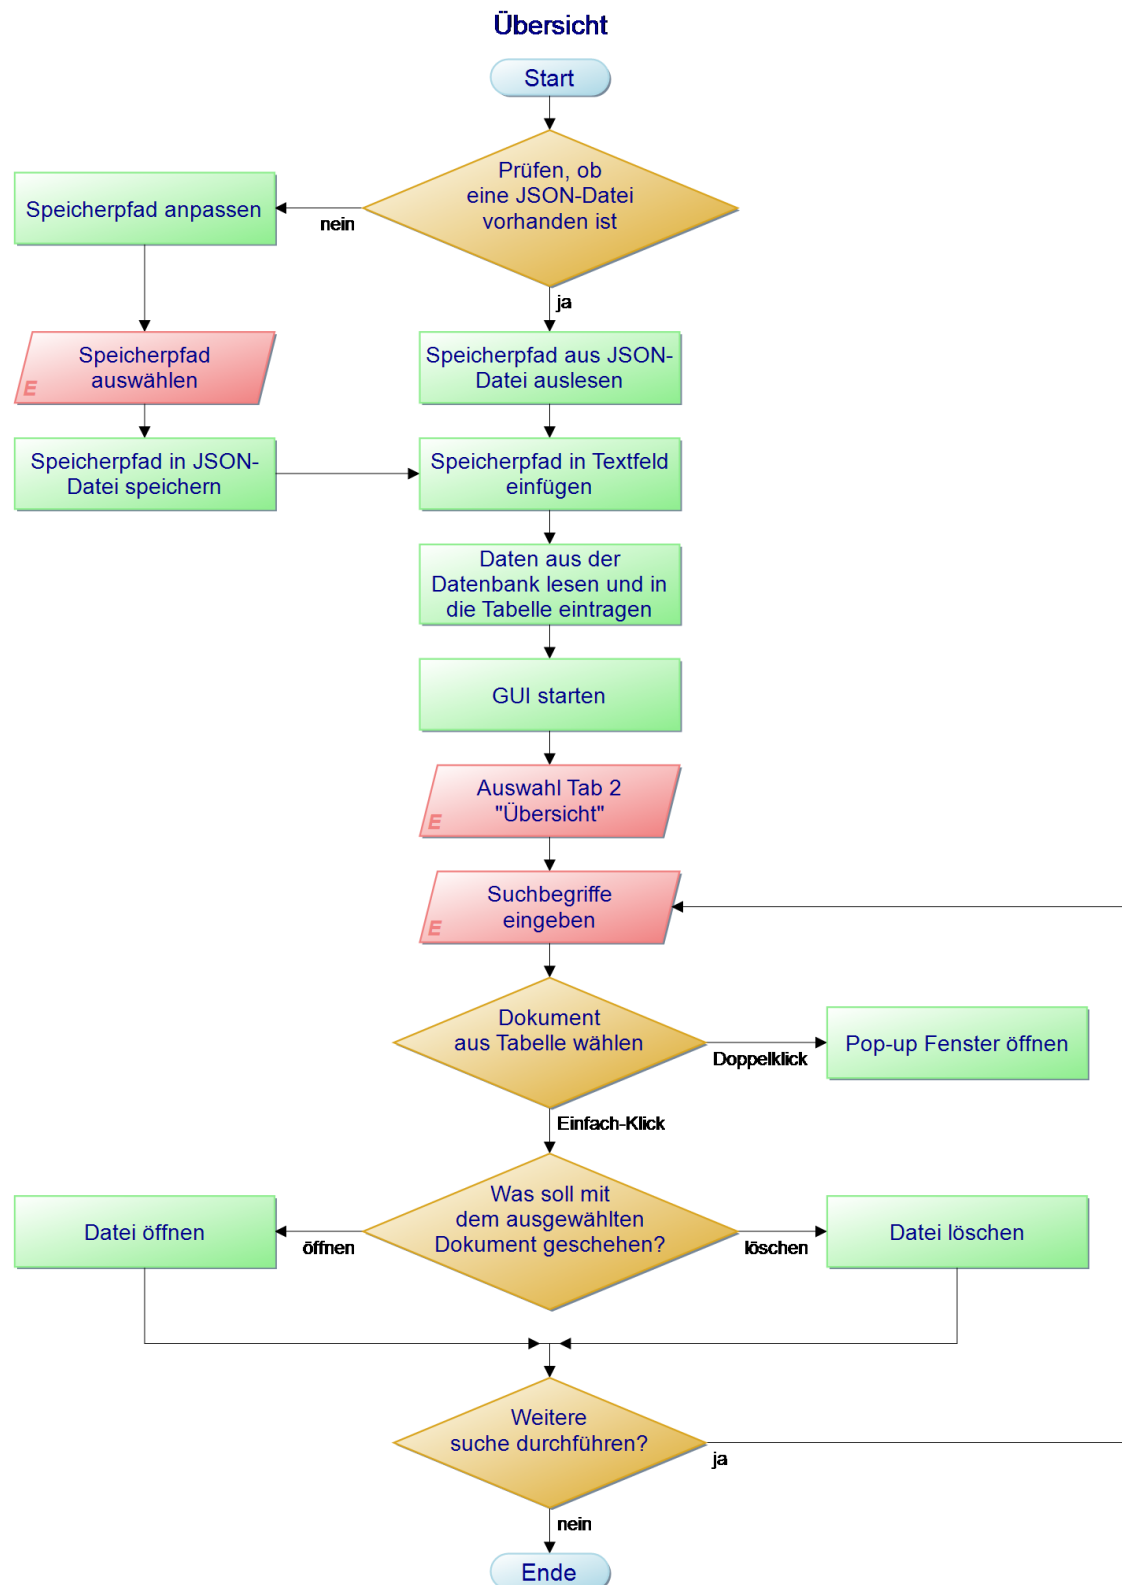 Übersicht
Start
Prüfen, ob
eine JSON-Datei
vorhanden ist
nein
Speicherpfad anpassen
ja
Speicherpfad
auswählen
E
Speicherpfad aus JSON-
Datei auslesen
Speicherpfad in JSON-
Datei speichern
Speicherpfad in Textfeld
einfügen
Daten aus der
Datenbank lesen und in
die Tabelle eintragen
GUI starten
Auswahl Tab 2
"Übersicht"
E
Suchbegriffe
eingeben
E
Dokument
aus Tabelle wählen
Doppelklick
Pop-up Fenster öffnen
Einfach-Klick
Was soll mit
dem ausgewählten
Dokument geschehen?
öffnen
Datei öffnen
löschen
Datei löschen
Weitere
suche durchführen?
ja
nein
Ende